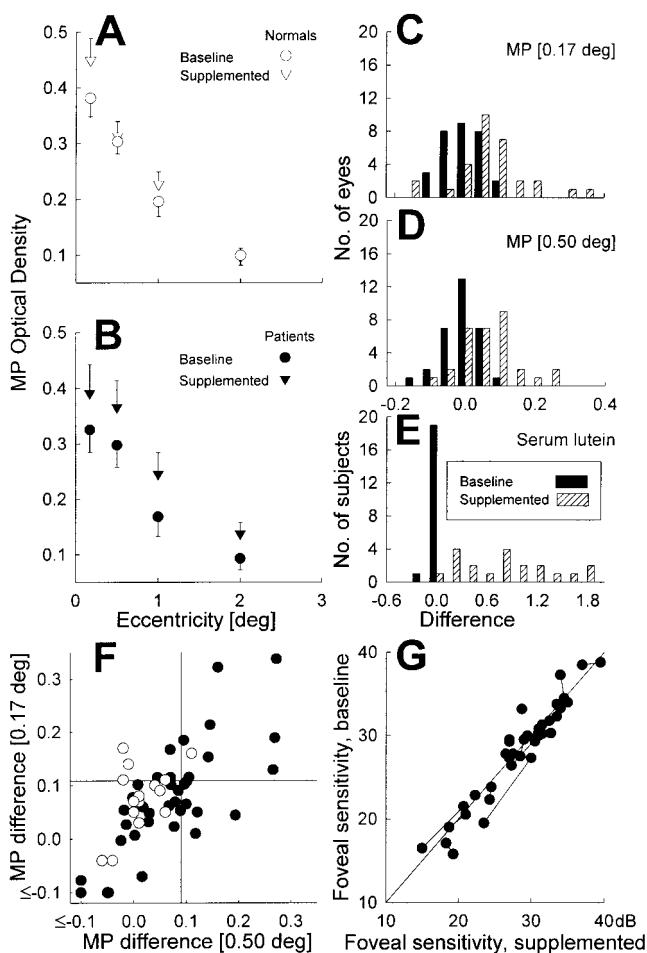 A
Normals
Baseline
Supplemented
0.4
0.3
0.2
0.1
MP Optical Density
B
Patients
Baseline
Supplemented
0.4
0.3
0.2
0.1
0 1 2 3
Eccentricity [deg]
C
MP [0.17 deg]
20
16
12
8
4
0
No. of eyes
D
MP [0.50 deg]
20
16
12
8
4
0
-0.2 0.0 0.2 0.4
E
Serum lutein
Baseline
Supplemented
20
16
12
8
4
0
No. of subjects
-0.6 0.0 0.6 1.2 1.8
Difference
F
MP difference [0.17 deg]
0.3
0.2
0.1
0.0
≤-0.1
≤-0.1 0.0 0.1 0.2 0.3
MP difference [0.50 deg]
G
Foveal sensitivity, baseline
40
30
20
10
10 20 30 40dB
Foveal sensitivity, supplemented